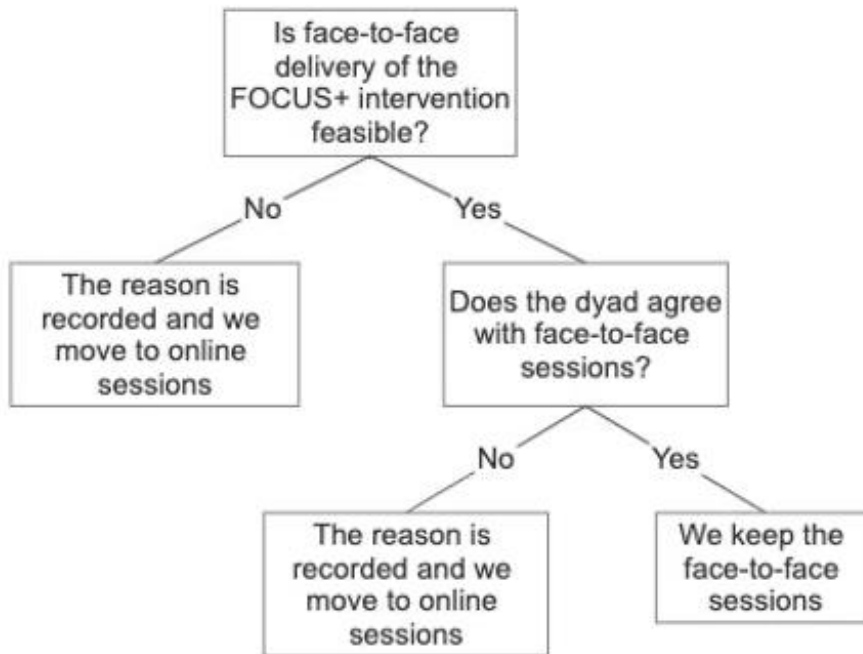 Is face-to-face
delivery of the
FOCUS+ intervention
feasible?
No
Yes
The reason is
recorded and we
move to online
sessions
Does the dyad agree
with face-to-face
sessions?
No
Yes
The reason is
recorded and we
move to online
sessions
We keep the
face-to-face
sessions